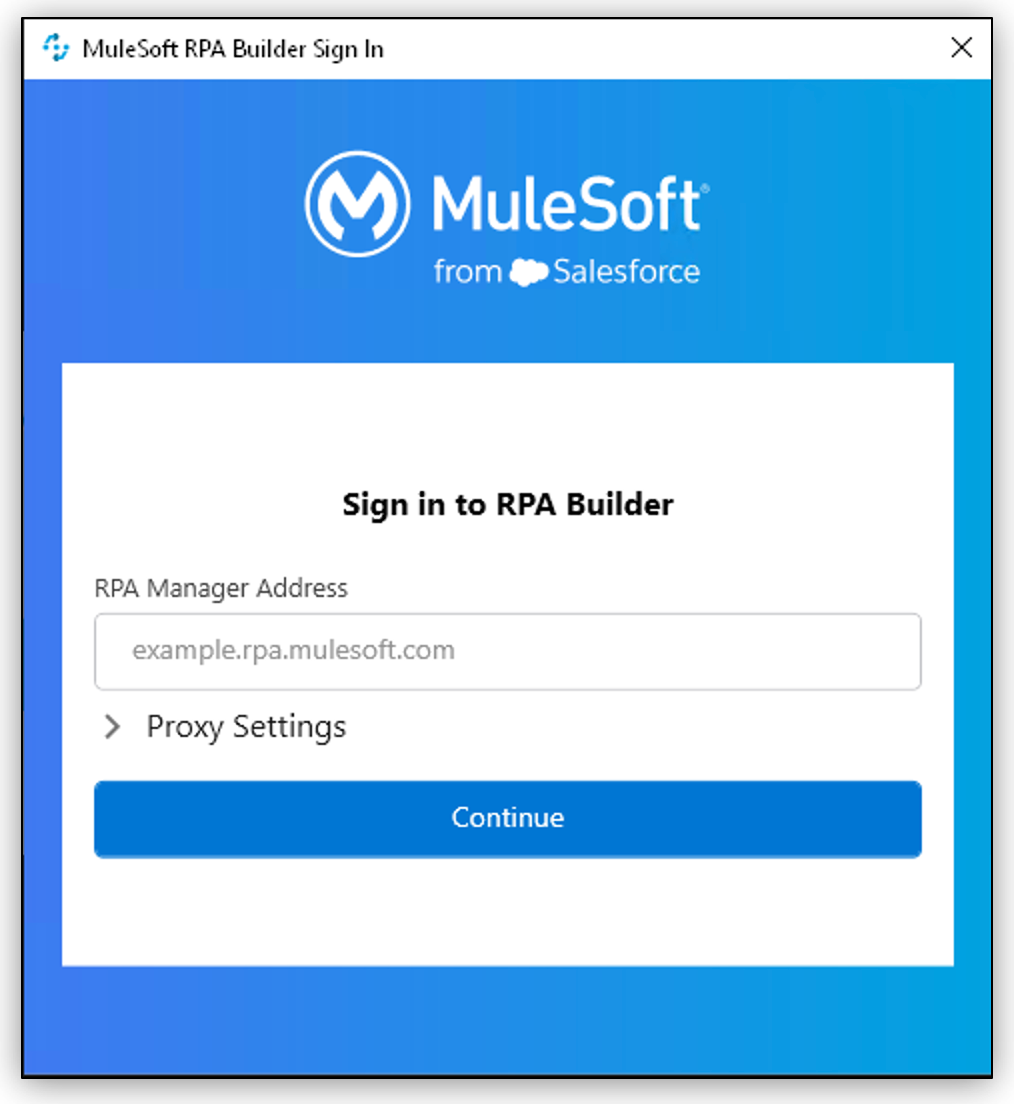 MuleSoft RPA Builder Sign In
MuleSoft®
from Salesforce
Sign in to RPA Builder
RPA Manager Address
example.rpa.mulesoft.com
Proxy Settings
Continue